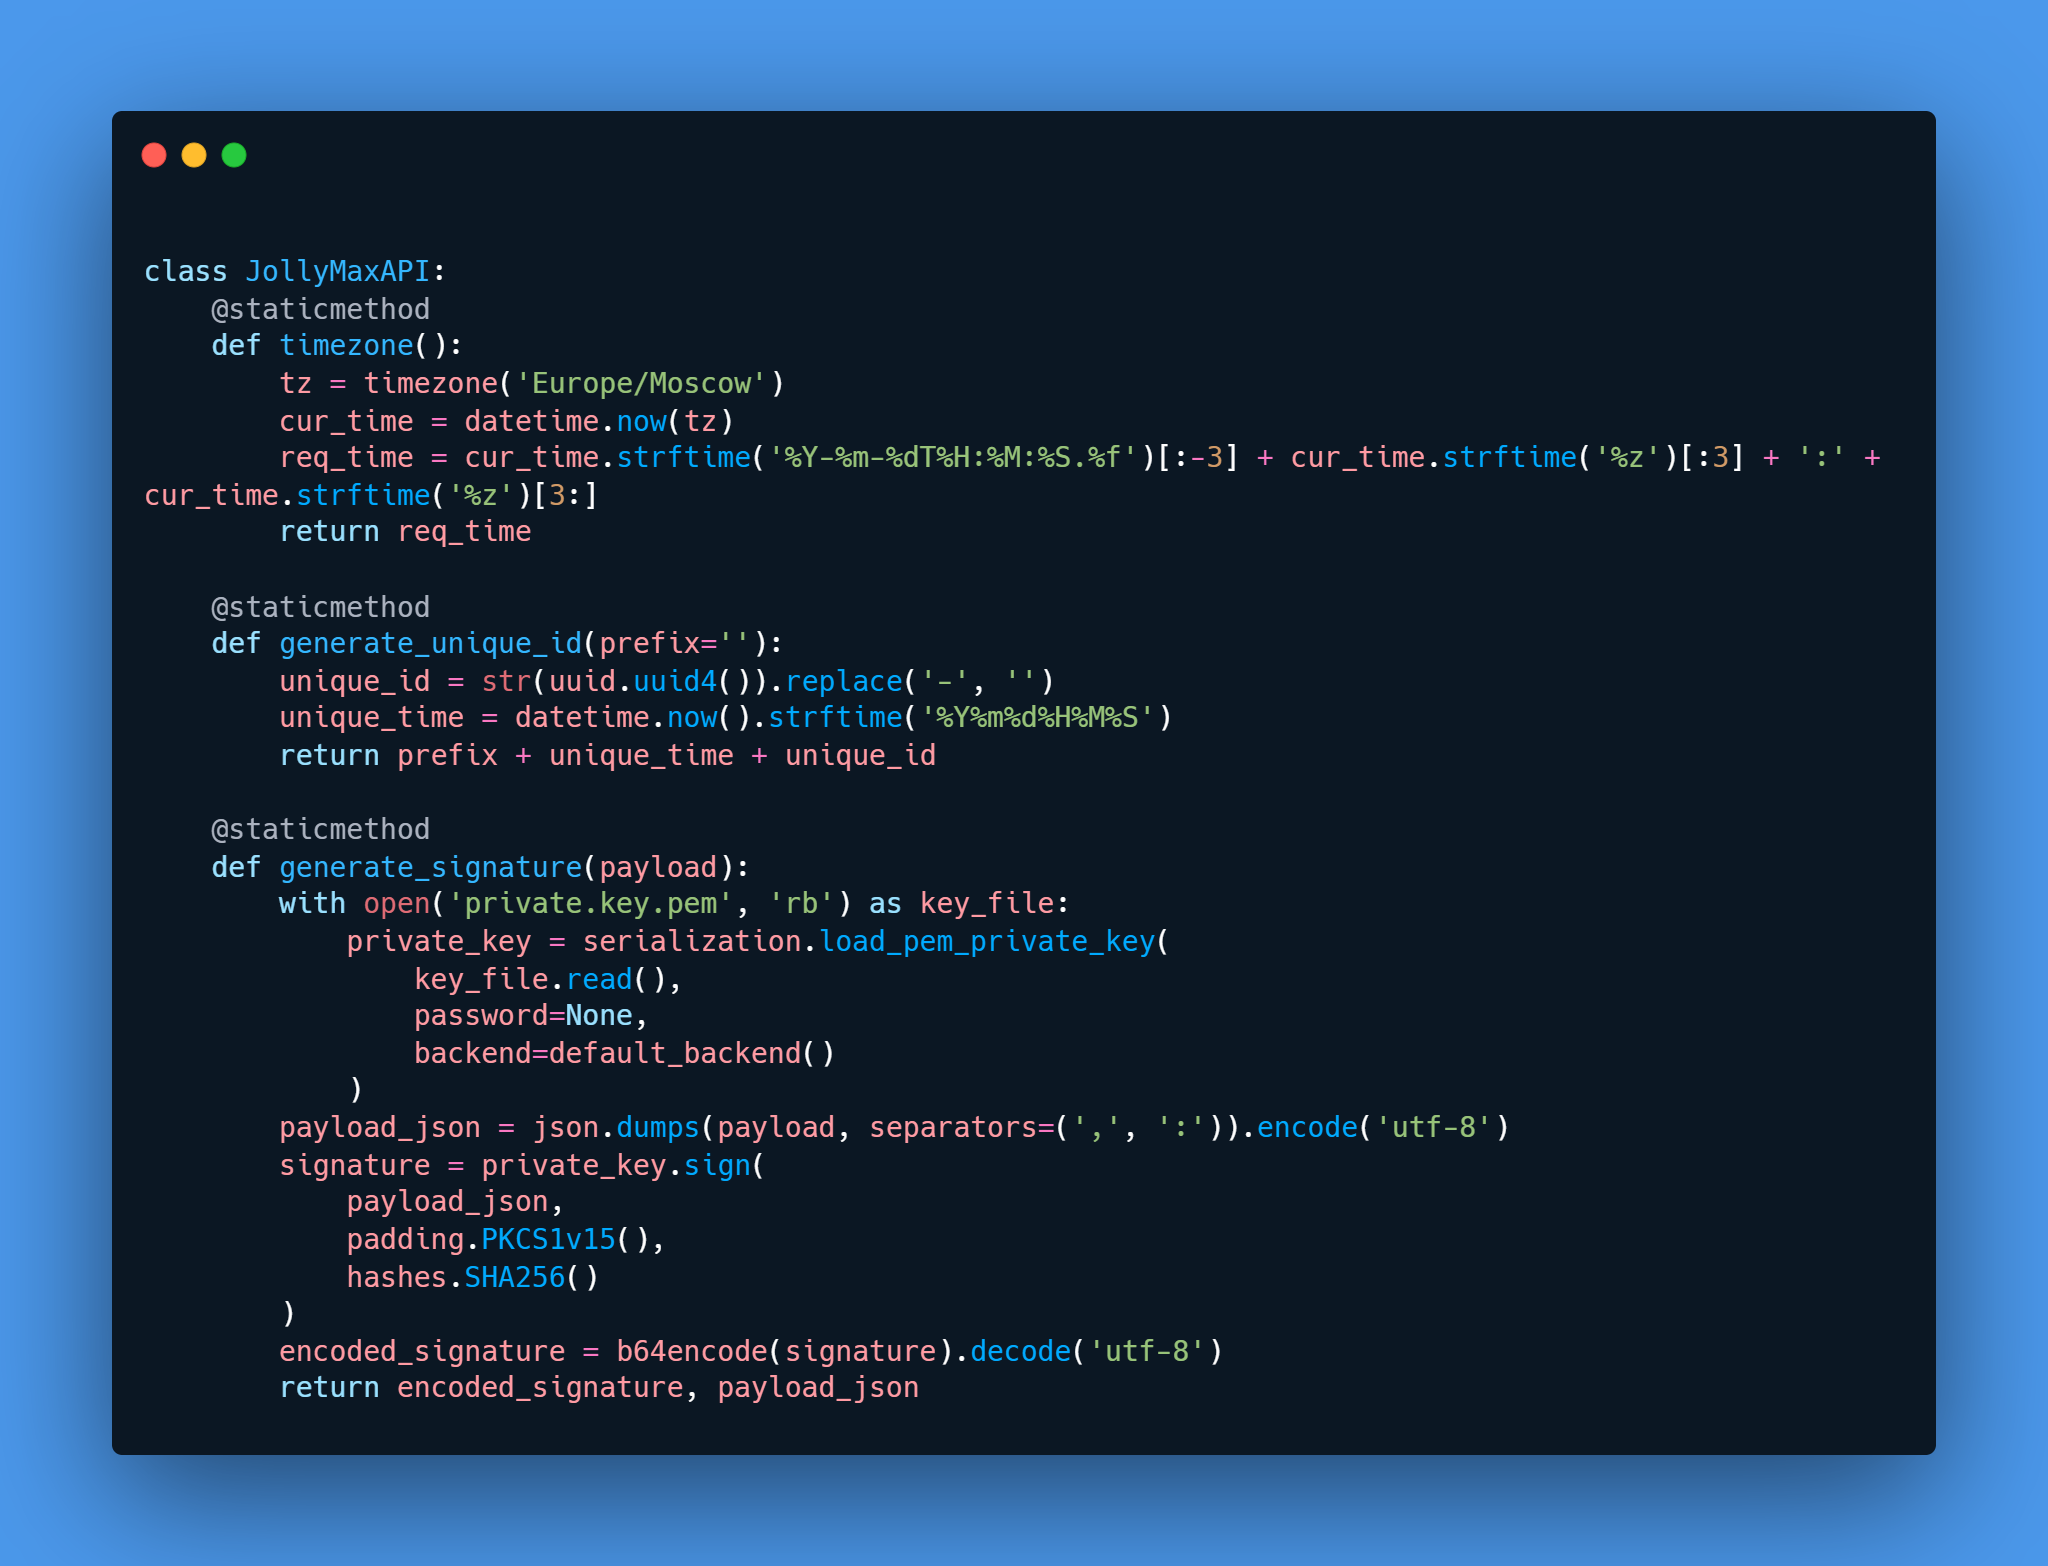 class JollyMaxAPI:
    @staticmethod
    def timezone():
        tz = timezone('Europe/Moscow')
        cur_time = datetime.now(tz)
        req_time = cur_time.strftime('%Y-%m-%dT%H:%M:%S.%f')[:-3] + cur_time.strftime('%z')[:3] + ':' +
cur_time.strftime('%z')[3:]
        return req_time

    @staticmethod
    def generate_unique_id(prefix=''):
        unique_id = str(uuid.uuid4()).replace('-', '')
        unique_time = datetime.now().strftime('%Y%m%d%H%M%S')
        return prefix + unique_time + unique_id

    @staticmethod
    def generate_signature(payload):
        with open('private.key.pem', 'rb') as key_file:
            private_key = serialization.load_pem_private_key(
                key_file.read(),
                password=None,
                backend=default_backend()
            )
        payload_json = json.dumps(payload, separators=(',', ':')).encode('utf-8')
        signature = private_key.sign(
            payload_json,
            padding.PKCS1v15(),
            hashes.SHA256()
        )
        encoded_signature = b64encode(signature).decode('utf-8')
        return encoded_signature, payload_json